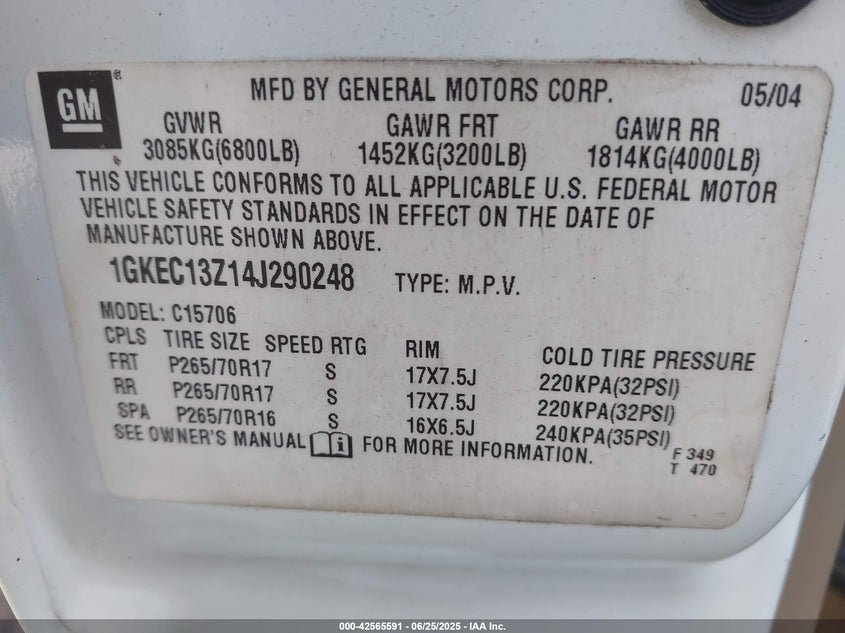 GM®
MFD BY GENERAL MOTORS CORP. 05/04
GVWR GAWR FRT GAWR RR
3085KG(6800LB) 1452KG(3200LB) 1814KG(4000LB)
THIS VEHICLE CONFORMS TO ALL APPLICABLE U.S. FEDERAL MOTOR
VEHICLE SAFETY STANDARDS IN EFFECT ON THE DATE OF
MANUFACTURE SHOWN ABOVE.
1GKEC13Z14J290248 TYPE: M.P.V.
MODEL: C15706
CPLS TIRE SIZE SPEED RTG RIM COLD TIRE PRESSURE
FRT P265/70R17 S 17X7.5J 220KPA(32PSI)
RR P265/70R17 S 17X7.5J 220KPA(32PSI)
SPA P265/70R16 S 16X6.5J 240KPA(35PSI)
SEE OWNER'S MANUAL i FOR MORE INFORMATION.
F 349
T 470
000-42565591 - 06/25/2025 - IAA Inc.